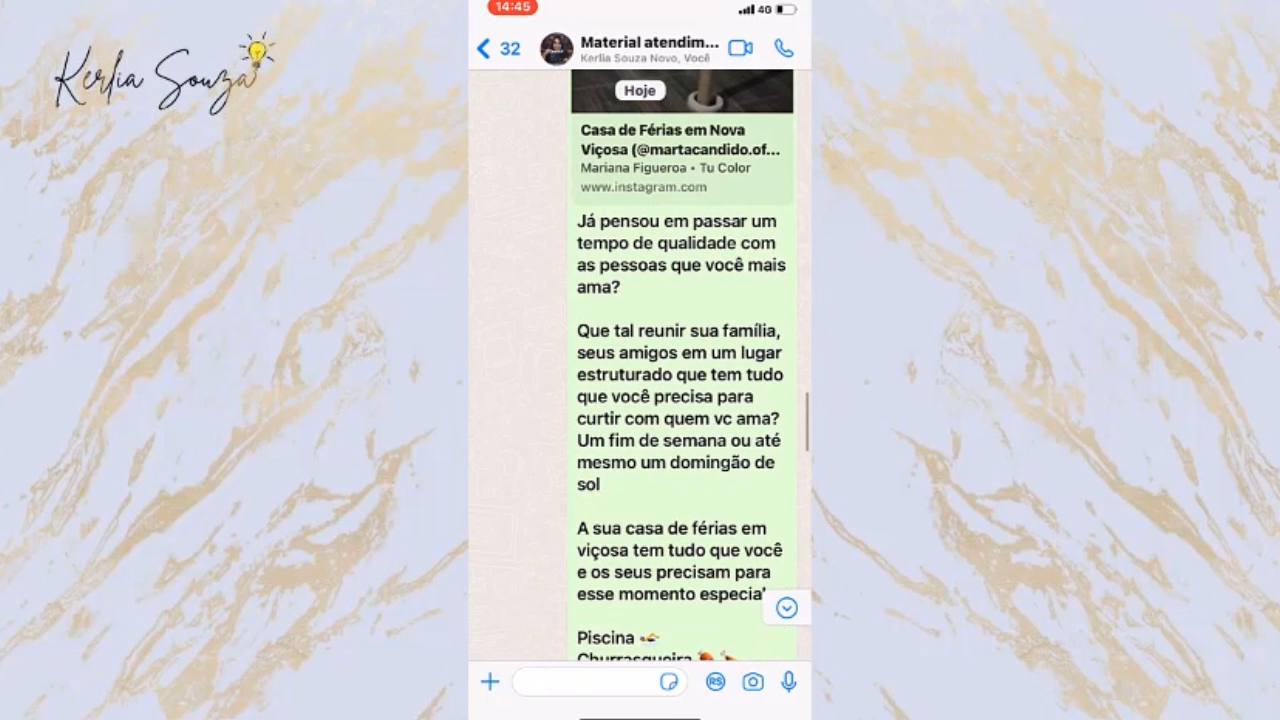 14:45
4G
Kerlia Souza
32
Material atendim...
Kerlia Souza Novo, Você
Hoje
Casa de Férias em Nova
Viçosa (@martacandido.of...
Mariana Figueroa • Tu Color
www.instagram.com
Já pensou em passar um
tempo de qualidade com
as pessoas que você mais
ama?
Que tal reunir sua família,
seus amigos em um lugar
estruturado que tem tudo
que você precisa para
curtir com quem vc ama?
Um fim de semana ou até
mesmo um domingão de
sol
A sua casa de férias em
viçosa tem tudo que você
e os seus precisam para
esse momento especial
Piscina
Churrasqueira
R$